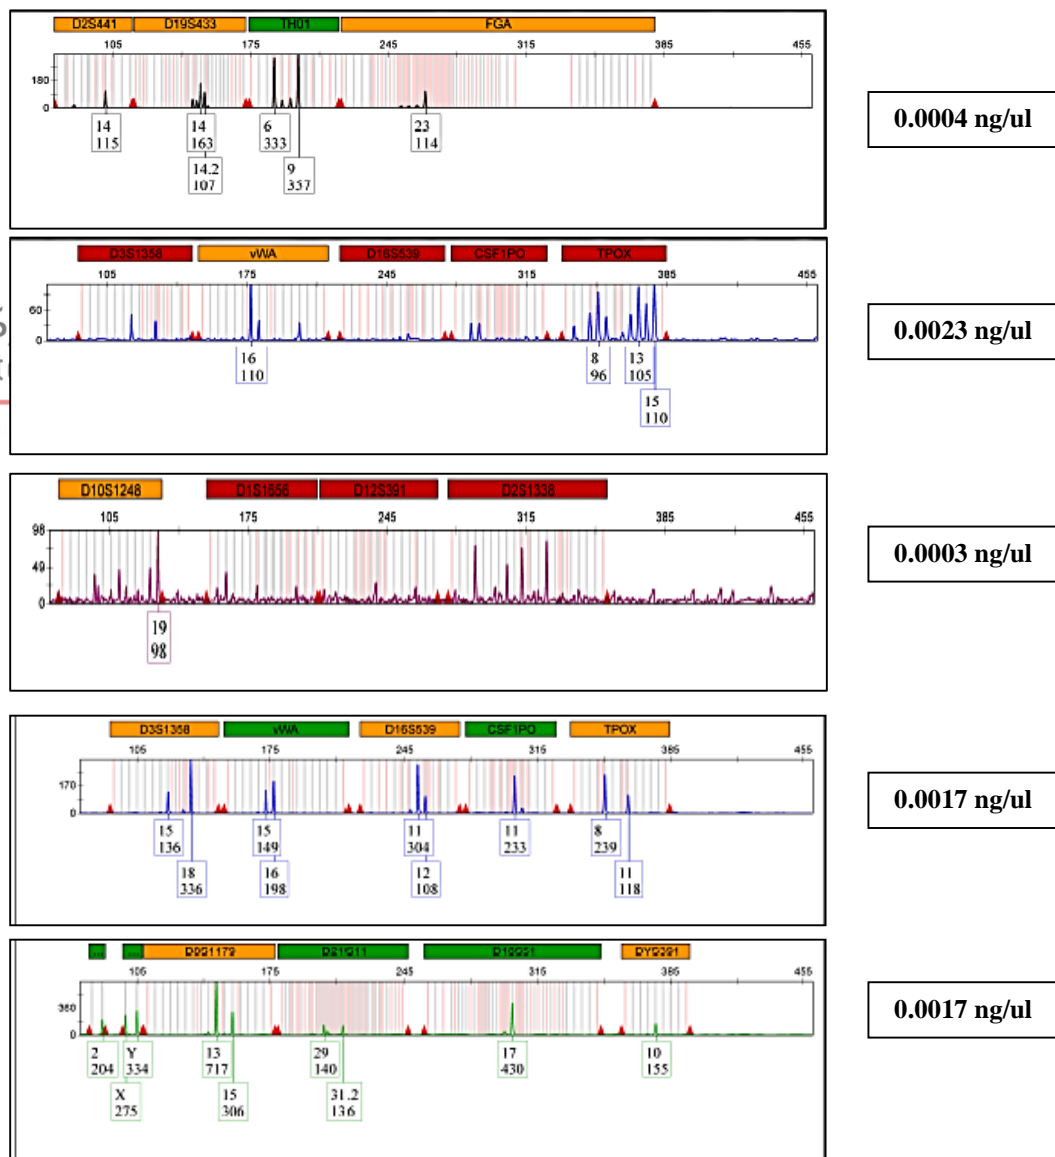 D2S441 D19S433 TH01 FGA
105 175 245 315 385 455
180
0
14 14 6 23
115 163 333 114
14.2 9
107 357
0.0004 ng/ul
D3S1358 vWA D16S539 CSF1PO TPOX
105 175 245 315 385 455
60
0
16 8 13
110 96 105
15
110
0.0023 ng/ul
D10S1248 D1S1656 D12S391 D2S1338
105 175 245 315 385 455
98
49
0
19
98
0.0003 ng/ul
D3S1358 vWA D16S539 CSF1PO TPOX
105 175 245 315 385 455
170
0
15 15 11 11 8
136 149 304 233 239
18 16 12 11
336 198 108 118
0.0017 ng/ul
... ... D8S1179 D21S11 D18S51 DYS391
105 175 245 315 385 455
360
0
2 Y 13 29 17 10
204 334 717 140 430 155
X 15 31.2
275 306 136
0.0017 ng/ul